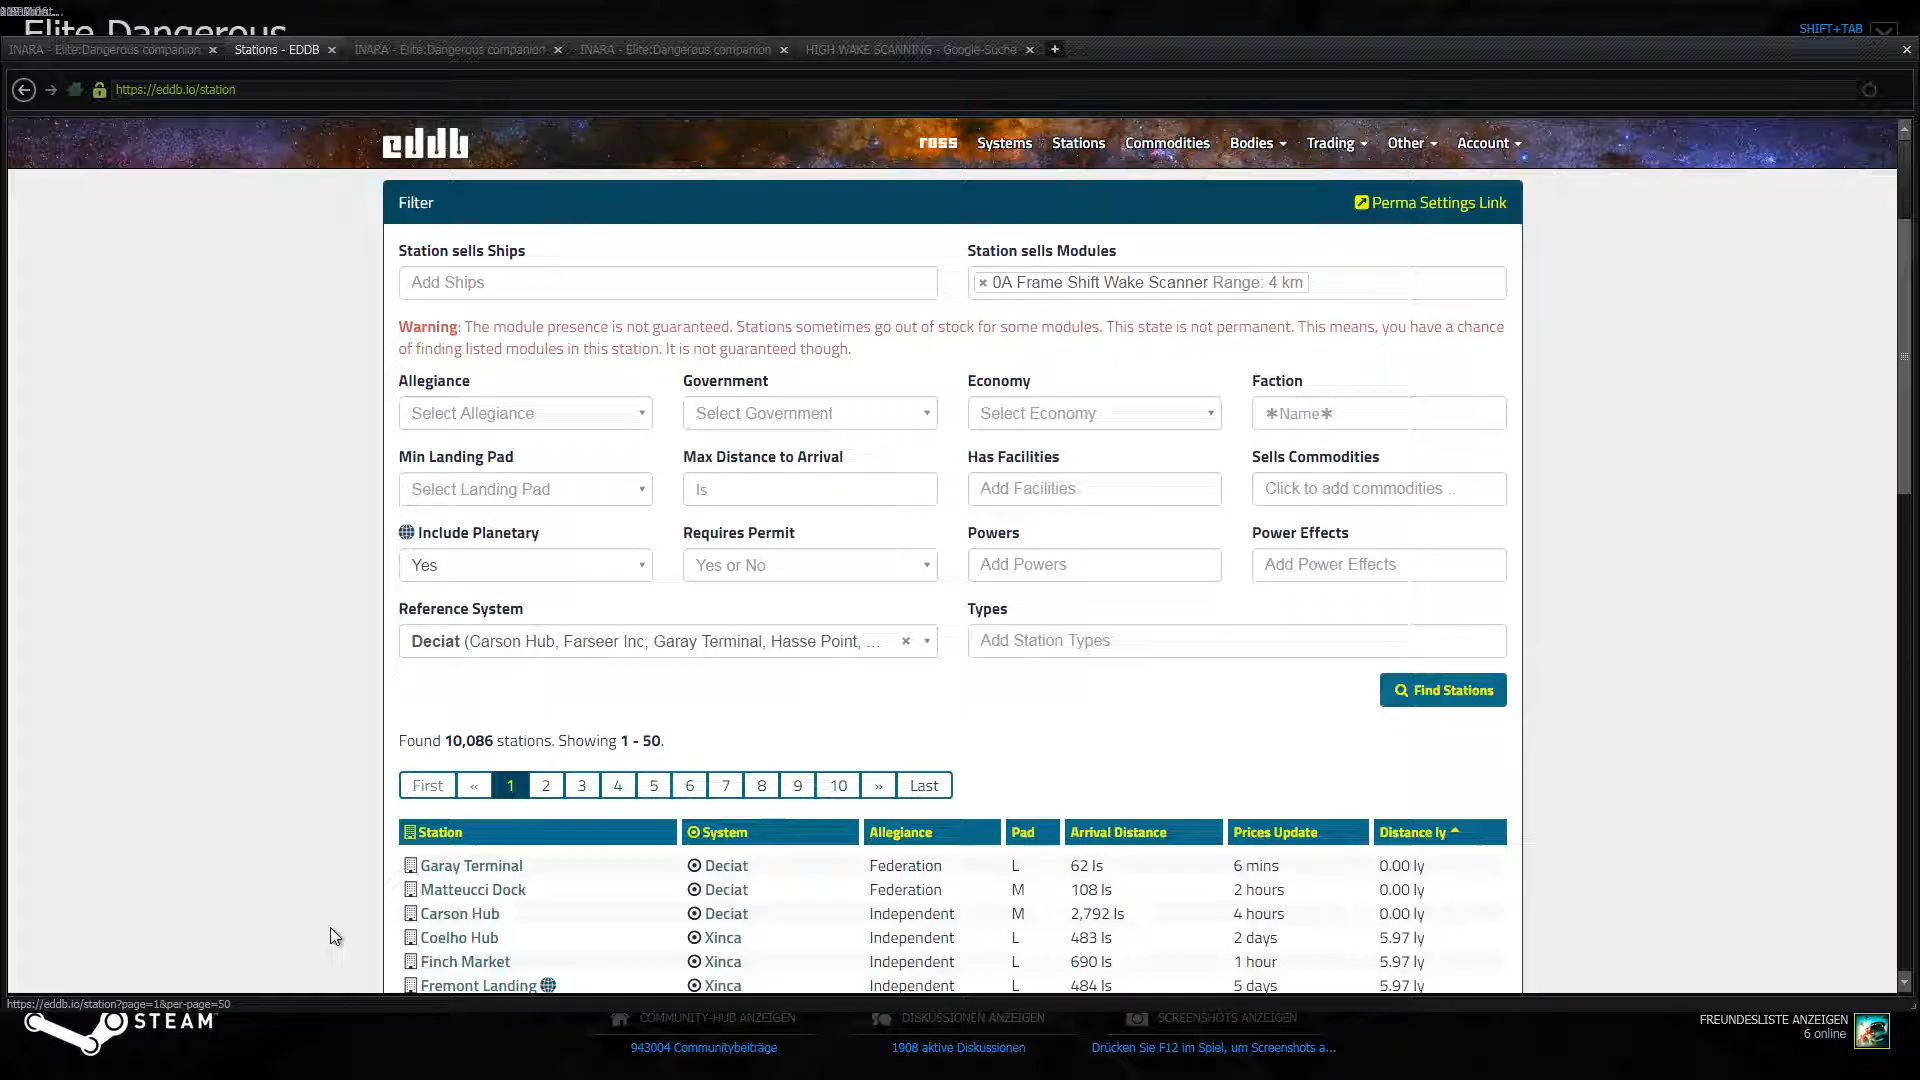 Elite Dangerous
SHIFT+TAB
INARA - Elite:Dangerous companion × Stations - EDDB × INARA - Elite:Dangerous companion × INARA - Elite:Dangerous companion × HIGH WAKE SCANNING - Google-Suche × +
https://eddb.io/station
eddb ross Systems Stations Commodities Bodies Trading Other Account
Filter Perma Settings Link
Station sells Ships Station sells Modules
Add Ships × 0A Frame Shift Wake Scanner Range: 4 km
Warning: The module presence is not guaranteed. Stations sometimes go out of stock for some modules. This state is not permanent. This means, you have a chance
of finding listed modules in this station. It is not guaranteed though.
Allegiance Government Economy Faction
Select Allegiance Select Government Select Economy ∗Name∗
Min Landing Pad Max Distance to Arrival Has Facilities Sells Commodities
Select Landing Pad ls Add Facilities Click to add commodities ..
Include Planetary Requires Permit Powers Power Effects
Yes Yes or No Add Powers Add Power Effects
Reference System Types
Deciat (Carson Hub, Farseer Inc, Garay Terminal, Hasse Point, ... × Add Station Types
Find Stations
Found 10,086 stations. Showing 1 - 50.
First « 1 2 3 4 5 6 7 8 9 10 » Last
Station System Allegiance Pad Arrival Distance Prices Update Distance ly
Garay Terminal Deciat Federation L 62 ls 6 mins 0.00 ly
Matteucci Dock Deciat Federation M 108 ls 2 hours 0.00 ly
Carson Hub Deciat Independent M 2,792 ls 4 hours 0.00 ly
Coelho Hub Xinca Independent L 483 ls 2 days 5.97 ly
Finch Market Xinca Independent L 690 ls 1 hour 5.97 ly
Fremont Landing Xinca Independent L 484 ls 5 days 5.97 ly
https://eddb.io/station?page=1&per-page=50
STEAM COMMUNITY-HUB ANZEIGEN DISKUSSIONEN ANZEIGEN SCREENSHOTS ANZEIGEN FREUNDESLISTE ANZEIGEN
6 online
943004 Communitybeiträge 1908 aktive Diskussionen Drücken Sie F12 im Spiel, um Screenshots a...